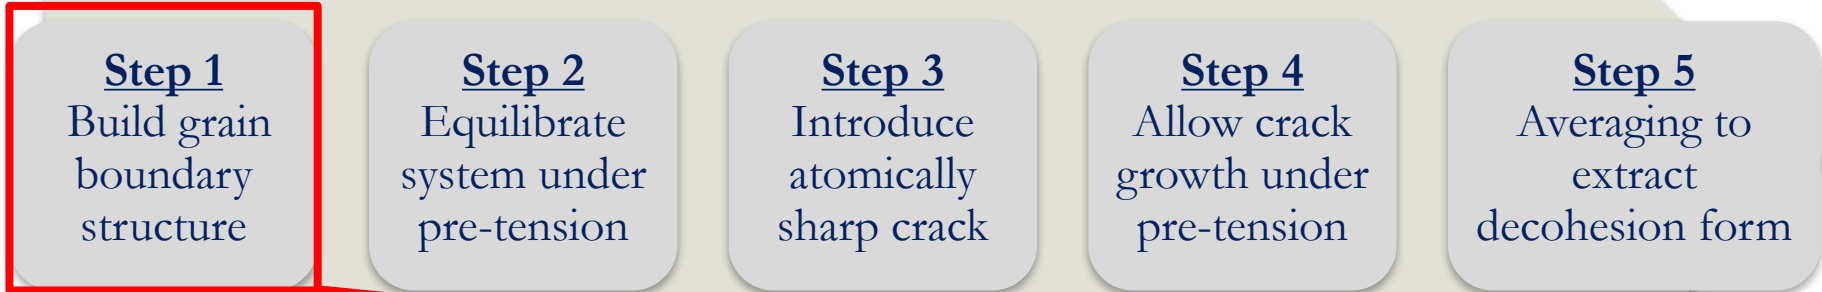 Step 1
Build grain
boundary
structure
Step 2
Equilibrate
system under
pre-tension
Step 3
Introduce
atomically
sharp crack
Step 4
Allow crack
growth under
pre-tension
Step 5
Averaging to
extract
decohesion form